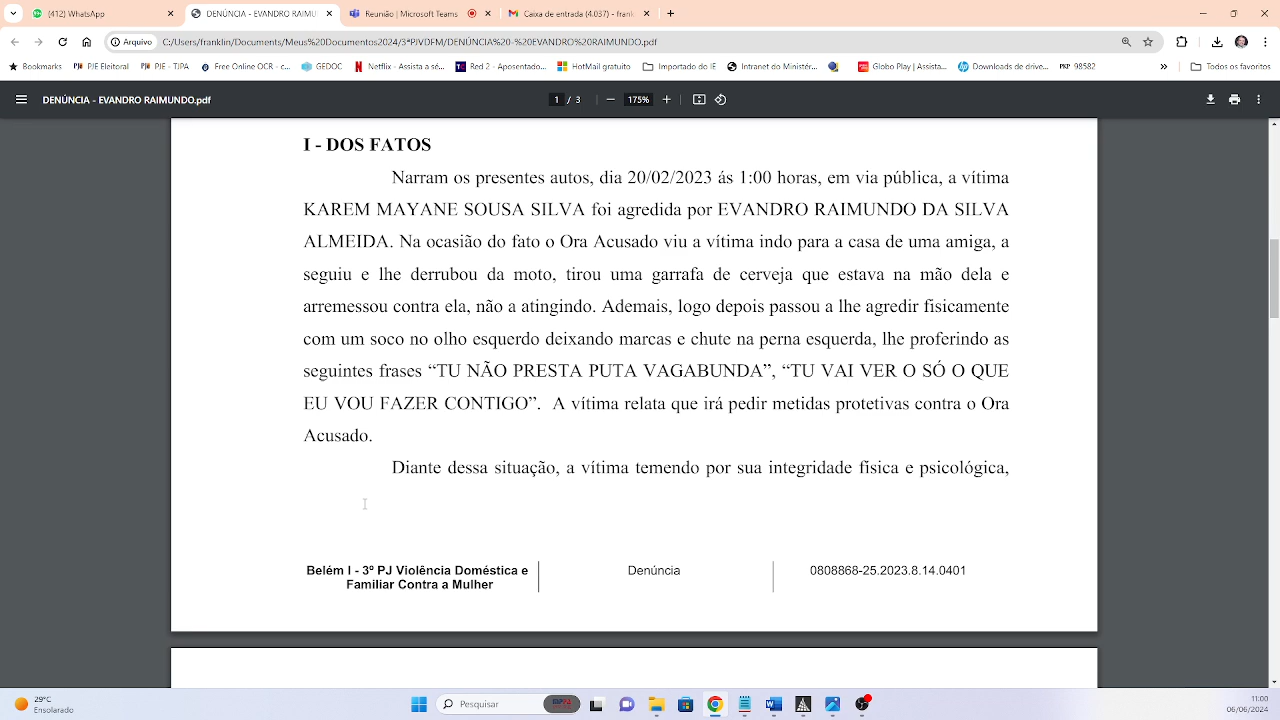 (412) WhatsApp
DENÚNCIA - EVANDRO RAIMU
Reunião | Microsoft Teams
Caixa de entrada (4.037) - frank
Arquivo
C:/Users/franklin/Documents/Meus%20Documentos2024/3ªPJVDFM/DENÚNCIA%20-%20EVANDRO%20RAIMUNDO.pdf
Bookmarks
PJE Eleitoral
PJE - TJPA
Free Online OCR - c...
GEDOC
Netflix - Assista a sé...
Red 2 - Aposentado...
HotMail gratuito
Importado do IE
Intranet do Ministér...
Globo Play | Assista...
Downloads de drive...
98582
Todos os favoritos
DENÚNCIA - EVANDRO RAIMUNDO.pdf
1 / 3
175%
I - DOS FATOS
Narram os presentes autos, dia 20/02/2023 ás 1:00 horas, em via pública, a vítima
KAREM MAYANE SOUSA SILVA foi agredida por EVANDRO RAIMUNDO DA SILVA
ALMEIDA. Na ocasião do fato o Ora Acusado viu a vítima indo para a casa de uma amiga, a
seguiu e lhe derrubou da moto, tirou uma garrafa de cerveja que estava na mão dela e
arremessou contra ela, não a atingindo. Ademais, logo depois passou a lhe agredir fisicamente
com um soco no olho esquerdo deixando marcas e chute na perna esquerda, lhe proferindo as
seguintes frases “TU NÃO PRESTA PUTA VAGABUNDA”, “TU VAI VER O SÓ O QUE
EU VOU FAZER CONTIGO”. A vítima relata que irá pedir metidas protetivas contra o Ora
Acusado.
Diante dessa situação, a vítima temendo por sua integridade física e psicológica,
Belém I - 3º PJ Violência Doméstica e
Familiar Contra a Mulher
Denúncia
0808868-25.2023.8.14.0401
29°C
Ensolarado
Pesquisar
11:00
06/06/2024